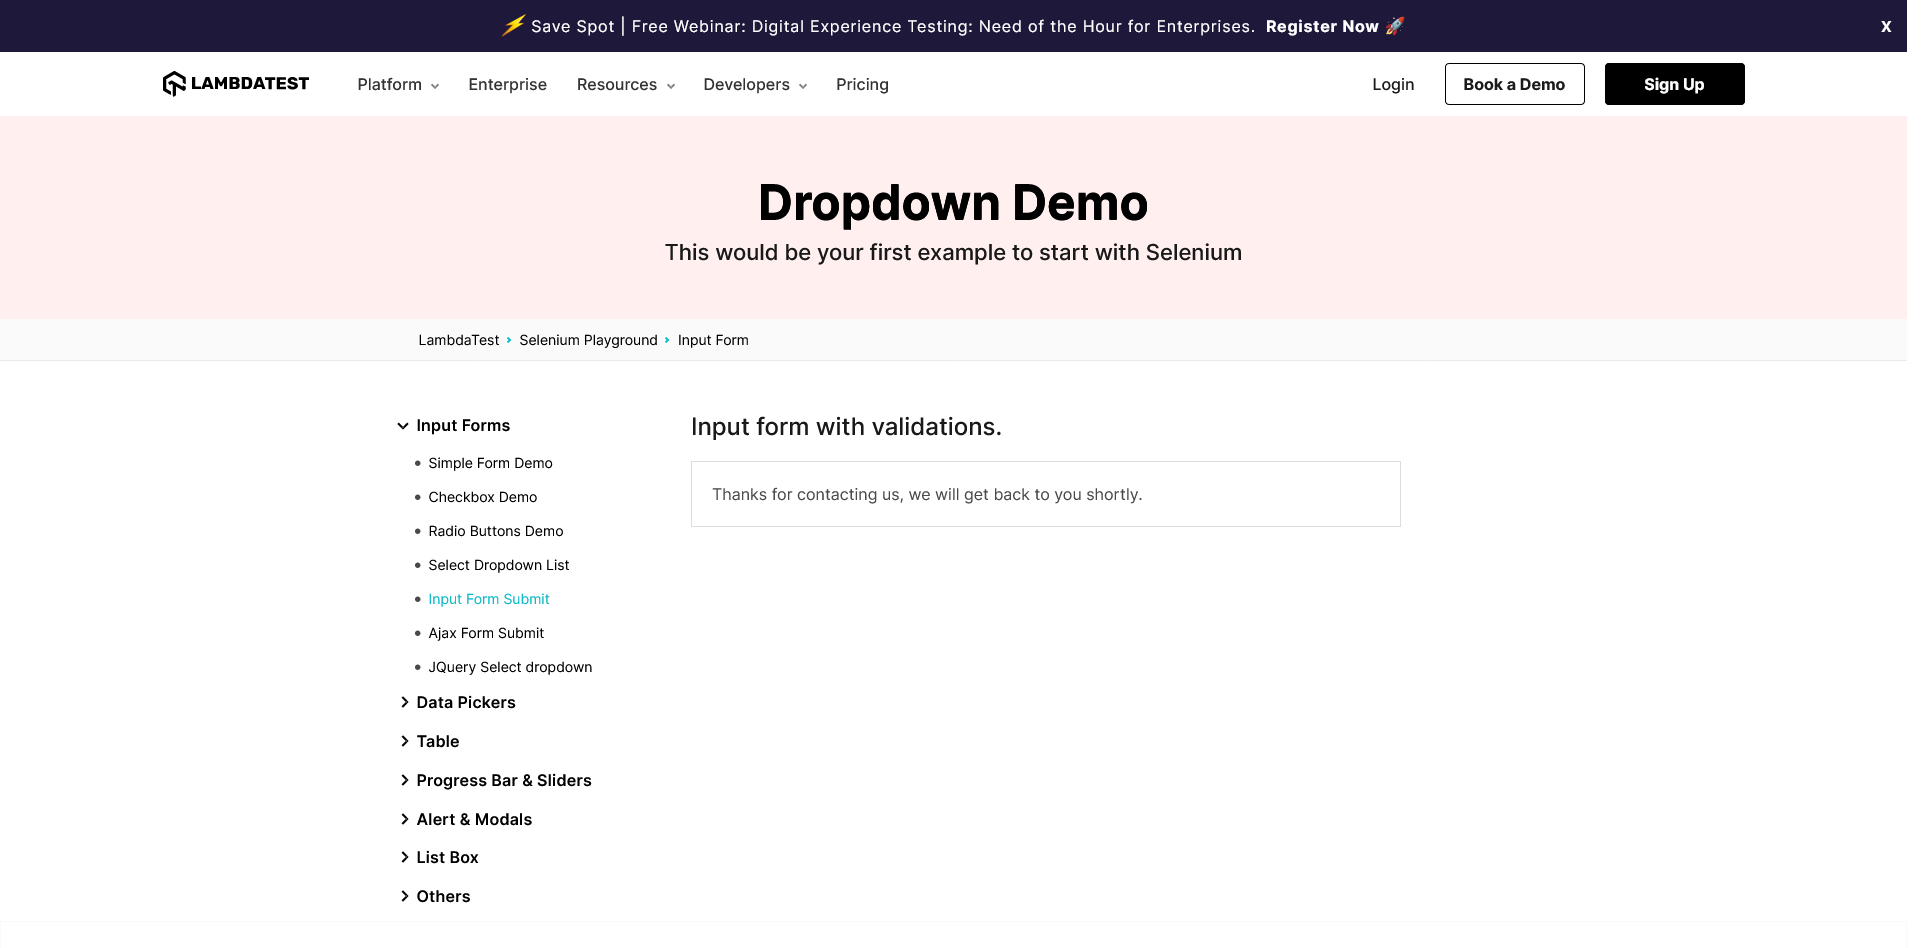 ⚡Save Spot | Free Webinar: Digital Experience Testing: Need of the Hour for Enterprises. Register Now 🚀 X
LAMBDATEST Platform Enterprise Resources Developers Pricing Login Book a Demo Sign Up
Dropdown Demo
This would be your first example to start with Selenium
LambdaTest › Selenium Playground › Input Form
Input Forms
Simple Form Demo
Checkbox Demo
Radio Buttons Demo
Select Dropdown List
Input Form Submit
Ajax Form Submit
JQuery Select dropdown
Data Pickers
Table
Progress Bar & Sliders
Alert & Modals
List Box
Others
Input form with validations.
Thanks for contacting us, we will get back to you shortly.